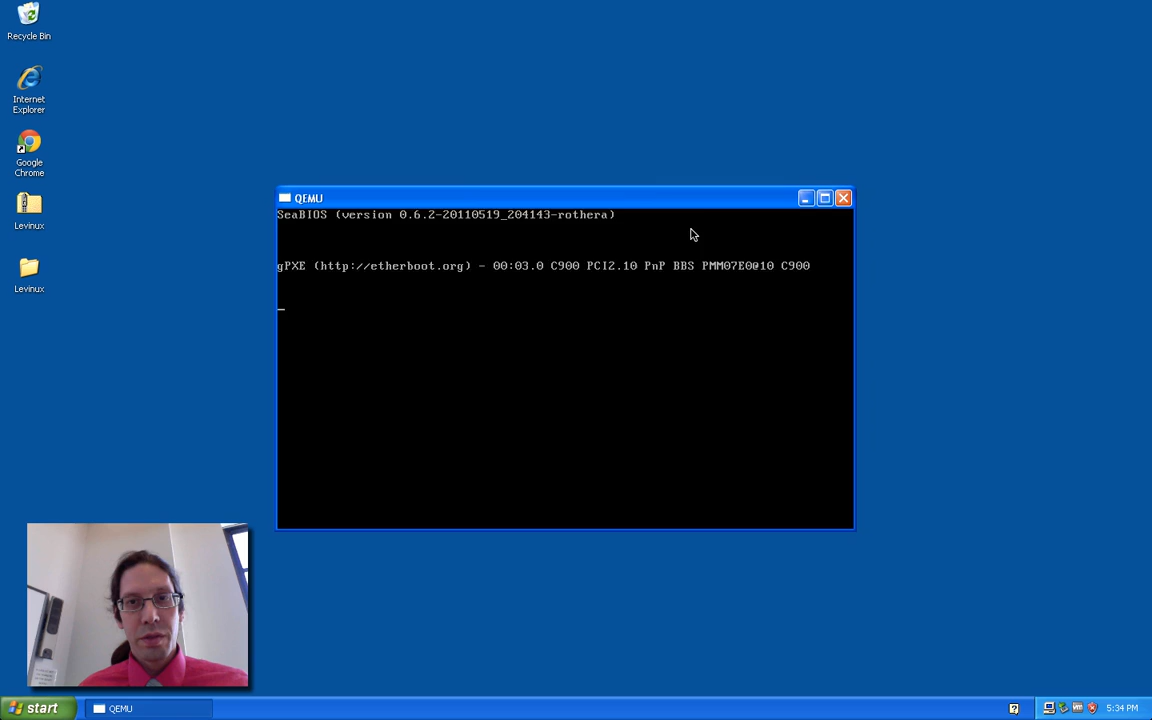 Recycle Bin
Internet
Explorer
Google
Chrome
Levinux
Levinux
QEMU
SeaBIOS (version 0.6.2-20110519_204143-rothera)
gPXE (http://etherboot.org) - 00:03.0 C900 PCI2.10 PnP BBS PMM07E0@10 C900
start
QEMU
5:34 PM